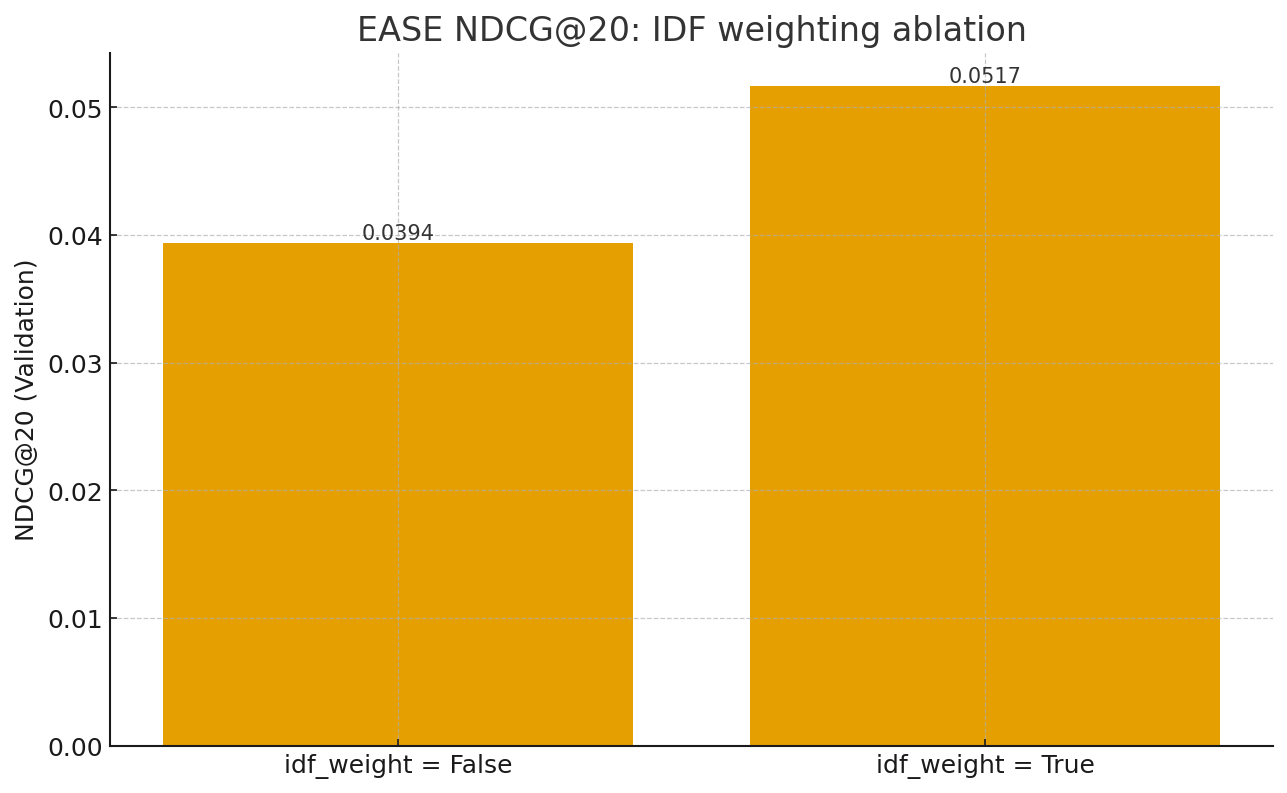 EASE NDCG@20: IDF weighting ablation
NDCG@20 (Validation)
0.05
0.04
0.03
0.02
0.01
0.00
0.0394
0.0517
idf_weight = False
idf_weight = True